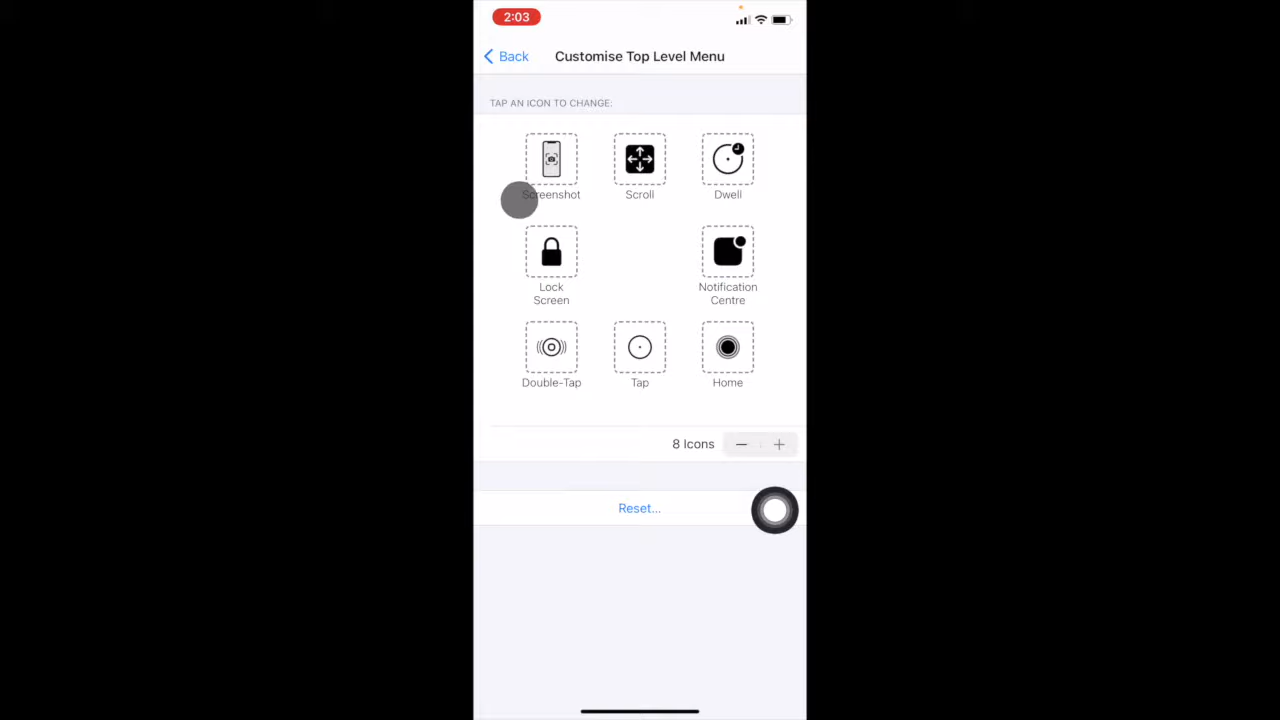 2:03
Back
Customise Top Level Menu
TAP AN ICON TO CHANGE:
Screenshot
Scroll
Dwell
Lock
Screen
Notification
Centre
Double-Tap
Tap
Home
8 Icons
Reset...